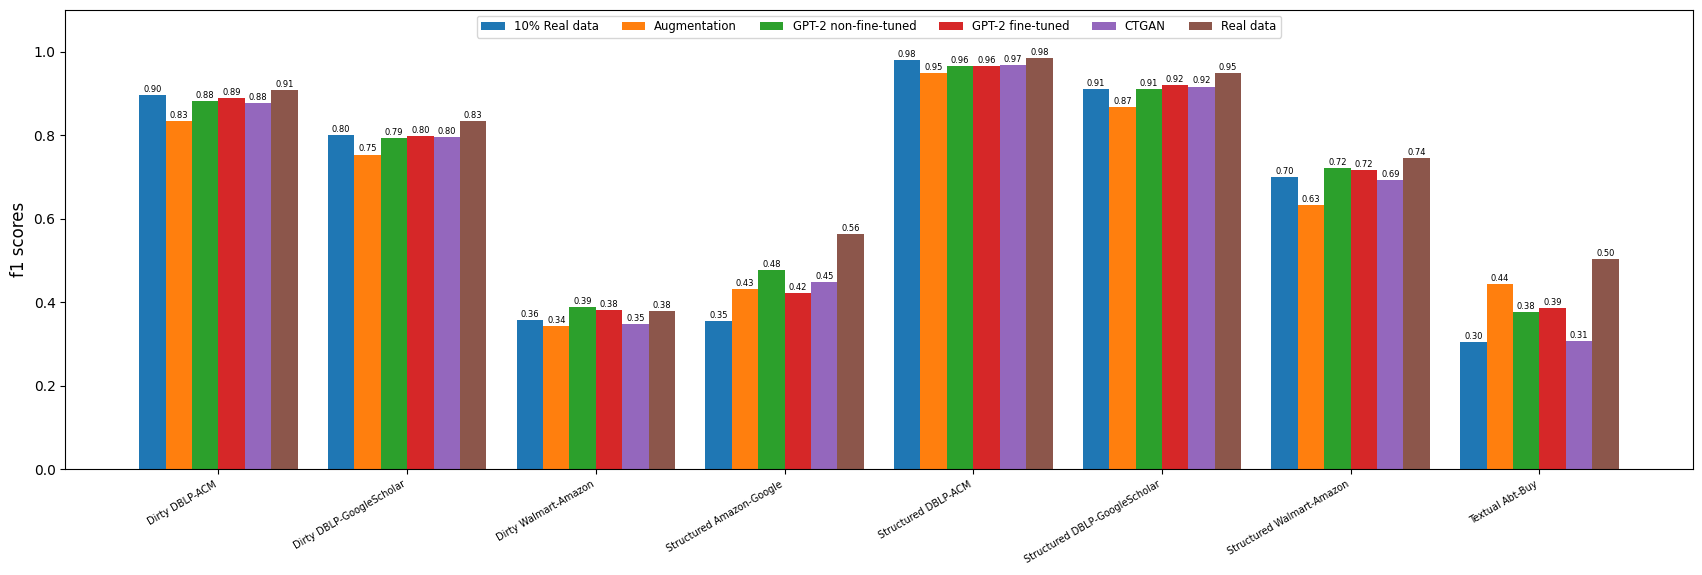 10% Real data Augmentation GPT-2 non-fine-tuned GPT-2 fine-tuned CTGAN Real data
f1 scores
1.0
0.8
0.6
0.4
0.2
0.0
0.90 0.83 0.88 0.89 0.88 0.91
0.80 0.75 0.79 0.80 0.80 0.83
0.36 0.34 0.39 0.38 0.35 0.38
0.35 0.43 0.48 0.42 0.45 0.56
0.98 0.95 0.96 0.96 0.97 0.98
0.91 0.87 0.91 0.92 0.92 0.95
0.70 0.63 0.72 0.72 0.69 0.74
0.30 0.44 0.38 0.39 0.31 0.50
Dirty DBLP-ACM
Dirty DBLP-GoogleScholar
Dirty Walmart-Amazon
Structured Amazon-Google
Structured DBLP-ACM
Structured DBLP-GoogleScholar
Structured Walmart-Amazon
Textual Abt-Buy